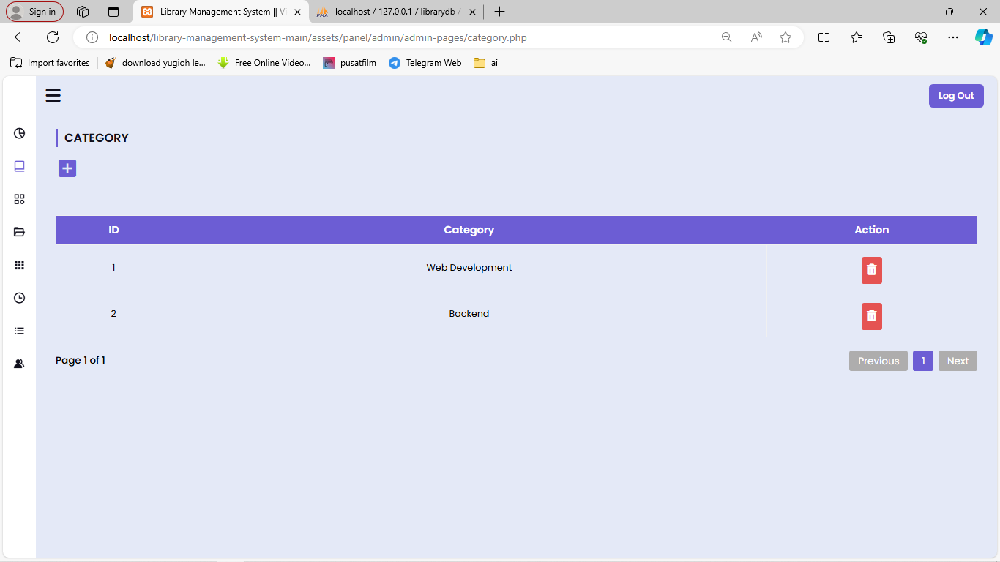 Sign in
Library Management System || Vi
localhost / 127.0.0.1 / librarydb /
localhost/library-management-system-main/assets/panel/admin/admin-pages/category.php
Import favorites
download yugioh le...
Free Online Video...
pusatfilm
Telegram Web
ai
Log Out
CATEGORY
ID Category Action
1 Web Development
2 Backend
Page 1 of 1
Previous 1 Next